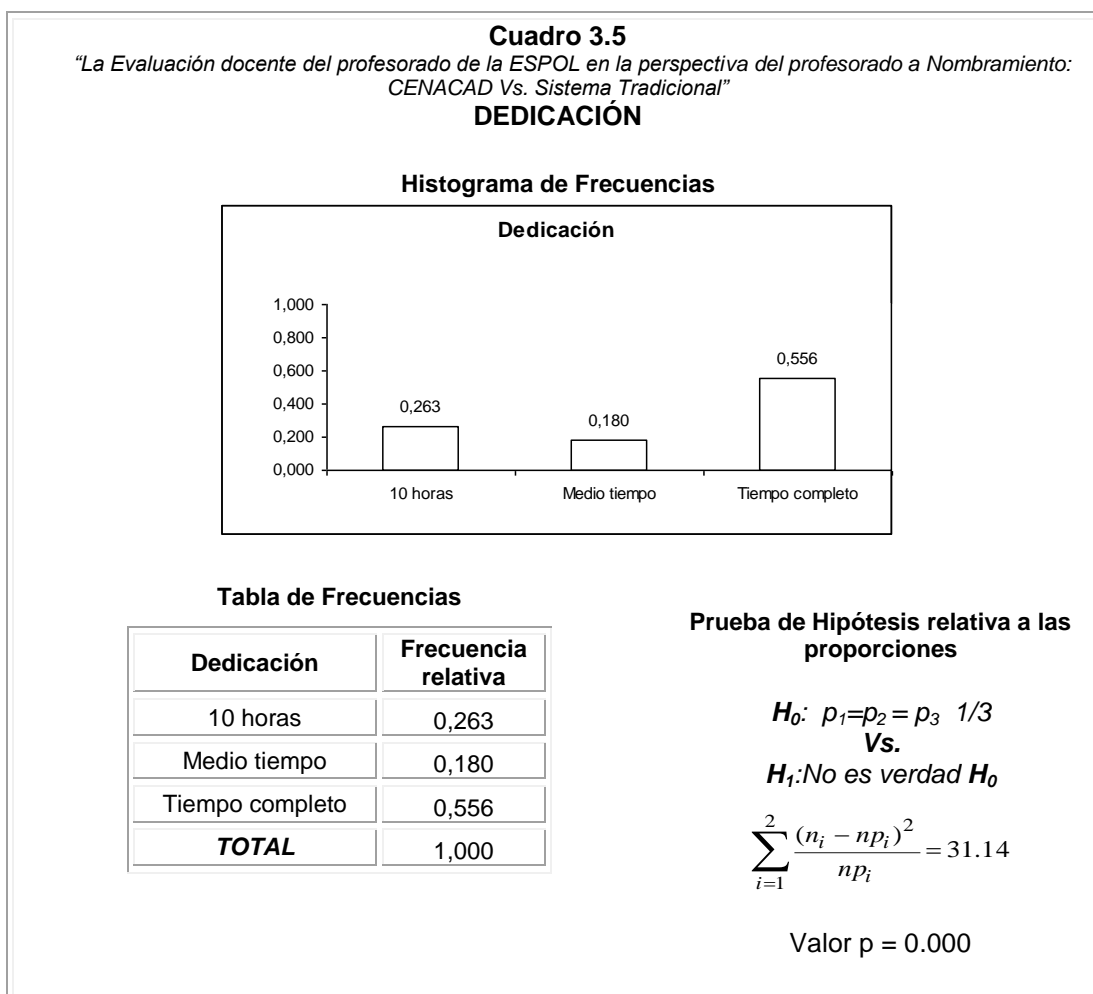 Cuadro 3.5
“La Evaluación docente del profesorado de la ESPOL en la perspectiva del profesorado a Nombramiento:
CENACAD Vs. Sistema Tradicional”
DEDICACIÓN
Histograma de Frecuencias
Dedicación
1,000
0,800
0,600
0,400
0,200
0,000
0,263
0,180
0,556
10 horas Medio tiempo Tiempo completo
Tabla de Frecuencias
Dedicación Frecuencia relativa
10 horas 0,263
Medio tiempo 0,180
Tiempo completo 0,556
TOTAL 1,000
Prueba de Hipótesis relativa a las
proporciones
H₀: p₁=p₂ = p₃ 1/3
Vs.
H₁:No es verdad H₀
∑_{i=1}^{2} (n_i − np_i)² / np_i = 31.14
Valor p = 0.000